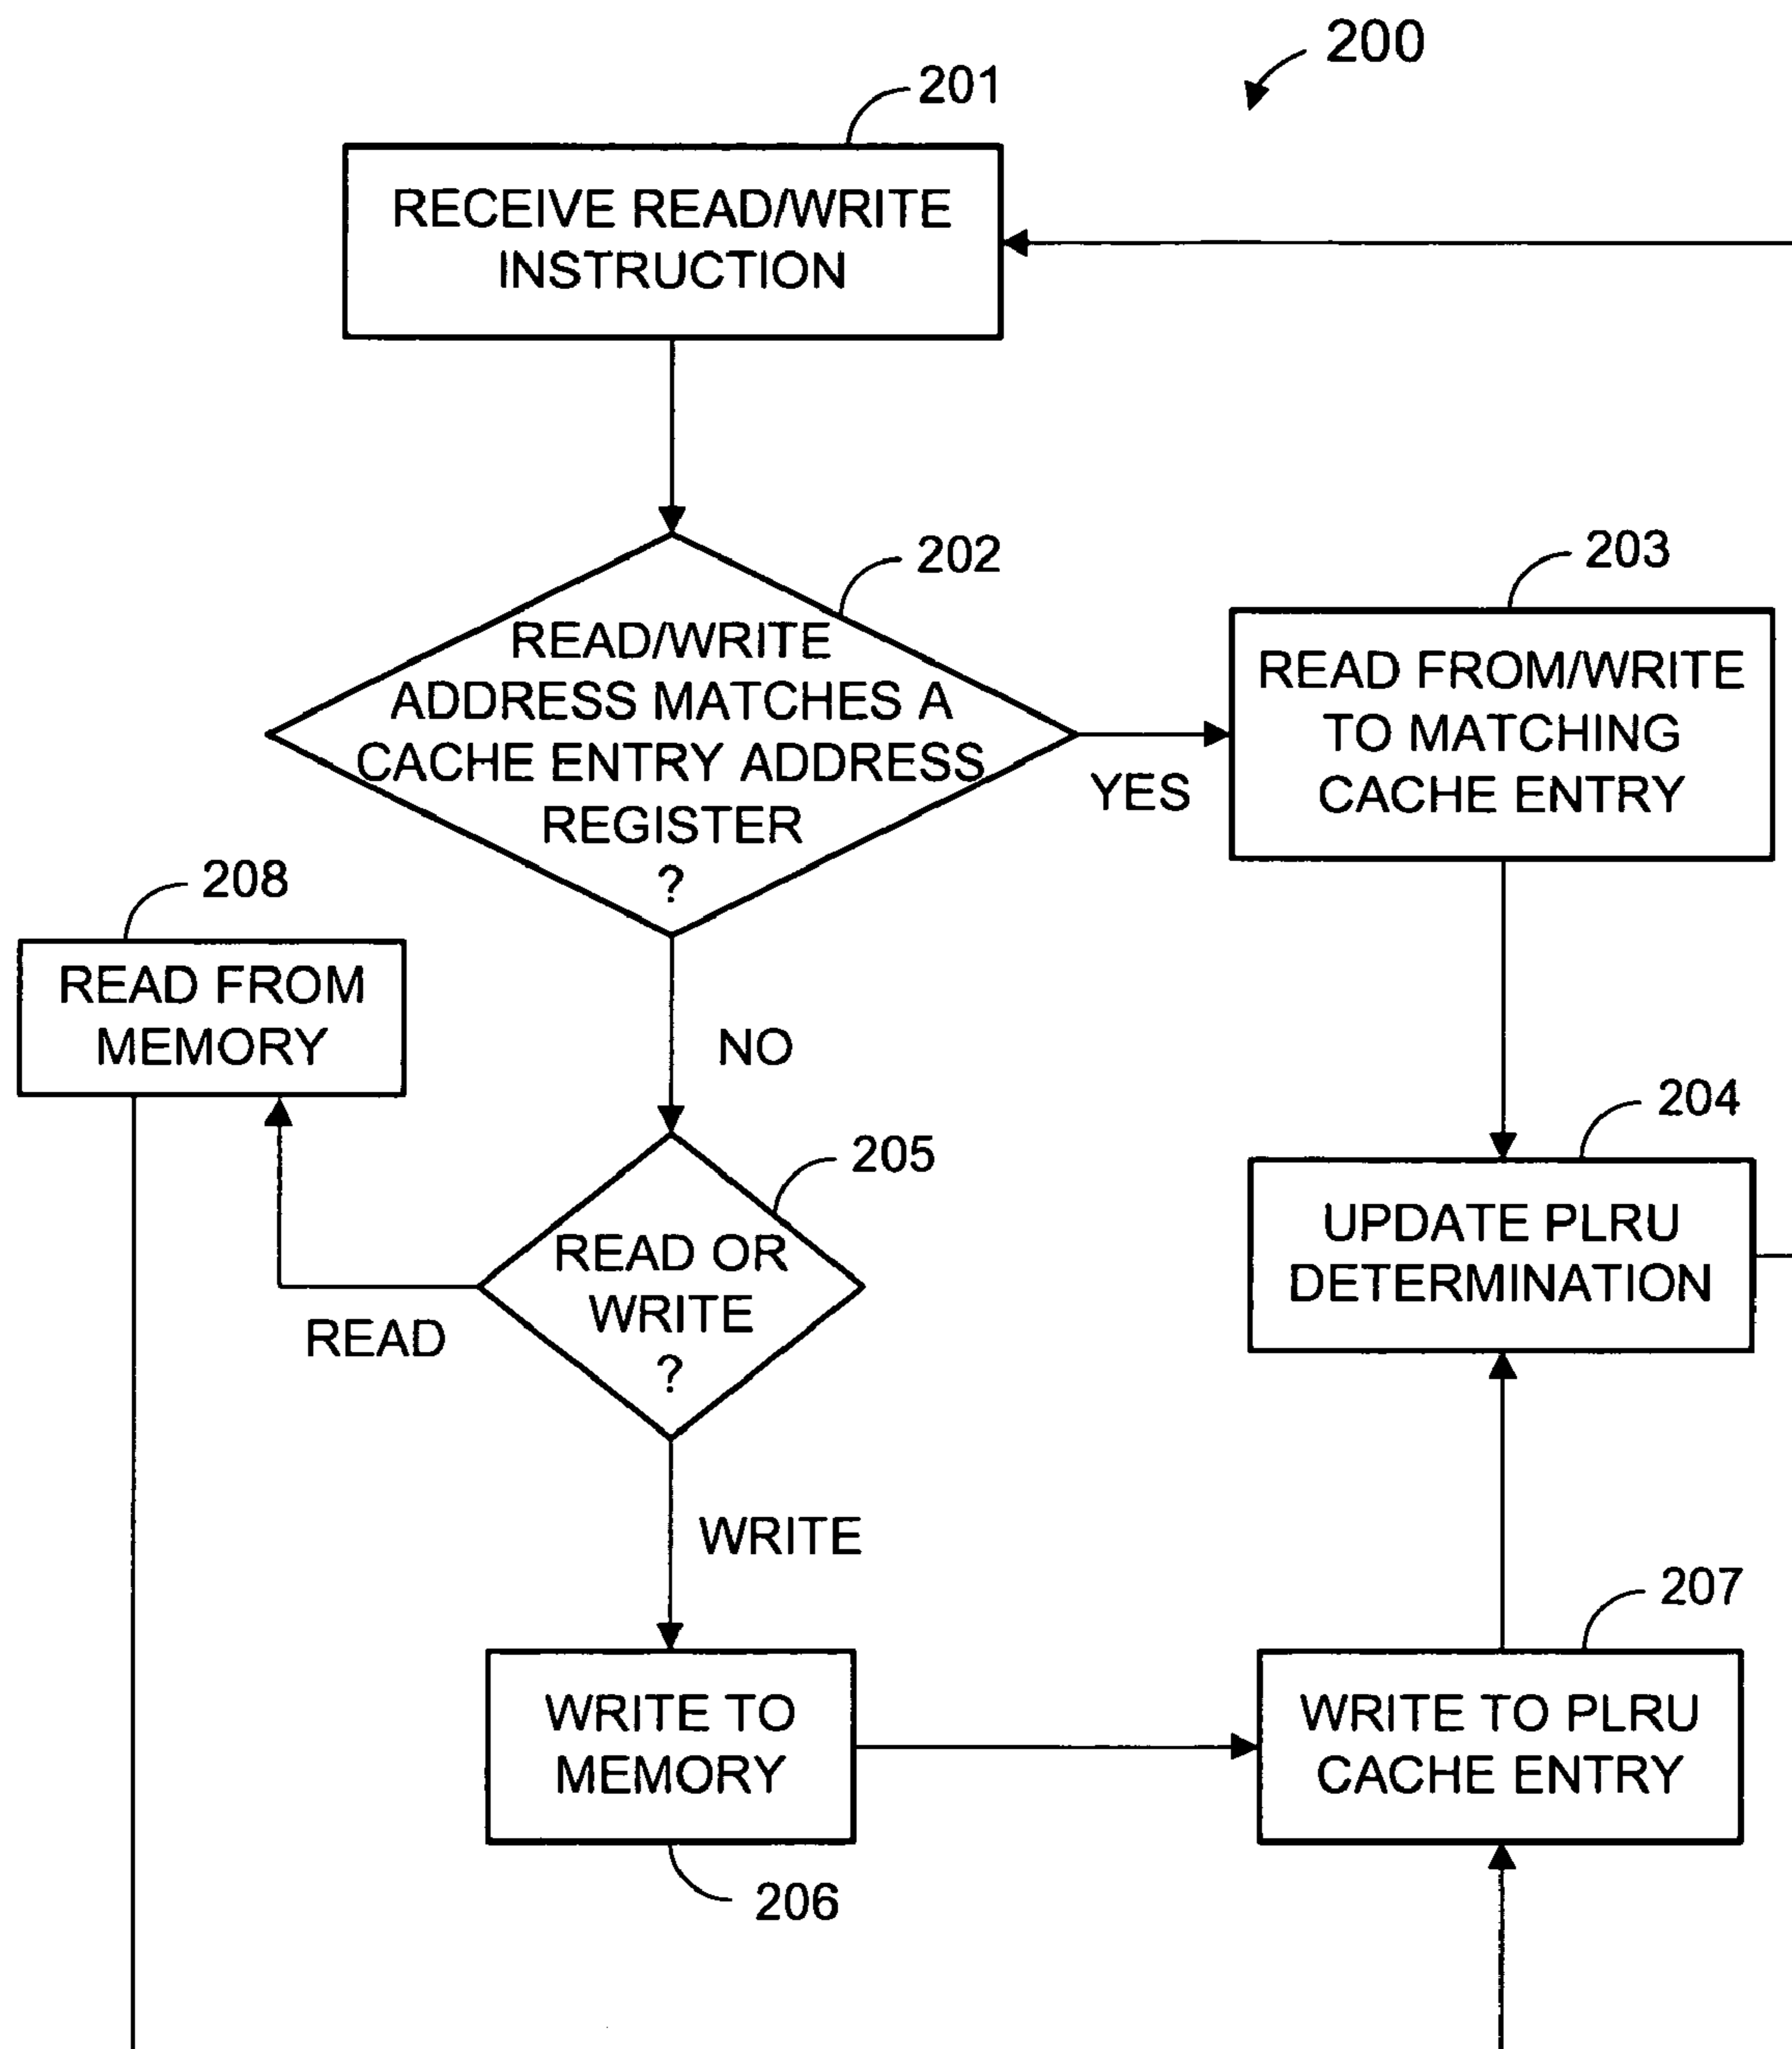 200
201
RECEIVE READ/WRITE
INSTRUCTION
202
READ/WRITE
ADDRESS MATCHES A
CACHE ENTRY ADDRESS
REGISTER
?
YES
203
READ FROM/WRITE
TO MATCHING
CACHE ENTRY
208
READ FROM
MEMORY
NO
204
UPDATE PLRU
DETERMINATION
205
READ OR
WRITE
?
READ
WRITE
206
WRITE TO
MEMORY
207
WRITE TO PLRU
CACHE ENTRY